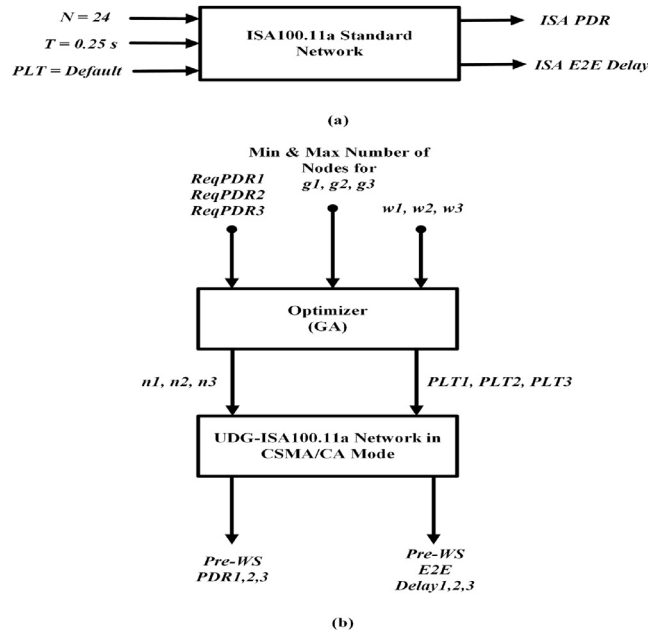 N = 24
T = 0.25 s
PLT = Default
ISA100.11a Standard
Network
ISA PDR
ISA E2E Delay
(a)
Min & Max Number of
Nodes for
g1, g2, g3
ReqPDR1
ReqPDR2
ReqPDR3
w1, w2, w3
Optimizer
(GA)
n1, n2, n3
PLT1, PLT2, PLT3
UDG-ISA100.11a Network in
CSMA/CA Mode
Pre-WS
PDR1,2,3
Pre-WS
E2E
Delay1,2,3
(b)